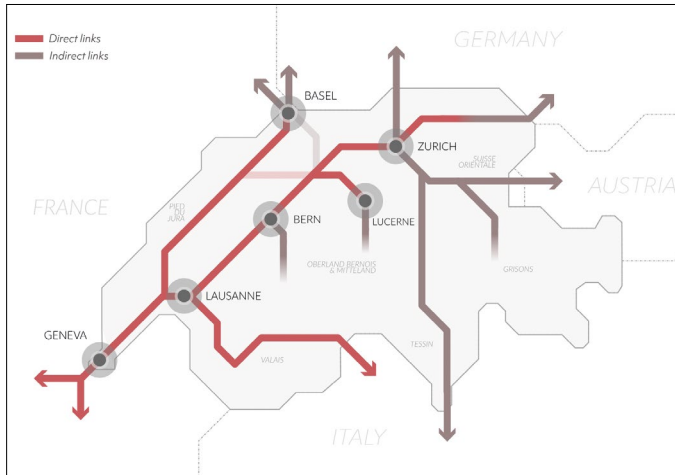 Direct links
Indirect links
GERMANY
BASEL
ZURICH
SUISSE
ORIENTALE
AUSTRIA
FRANCE
PIED
DU
JURA
BERN
LUCERNE
OBERLAND BERNOIS
& MITTELAND
GRISONS
LAUSANNE
GENEVA
VALAIS
TESSIN
ITALY